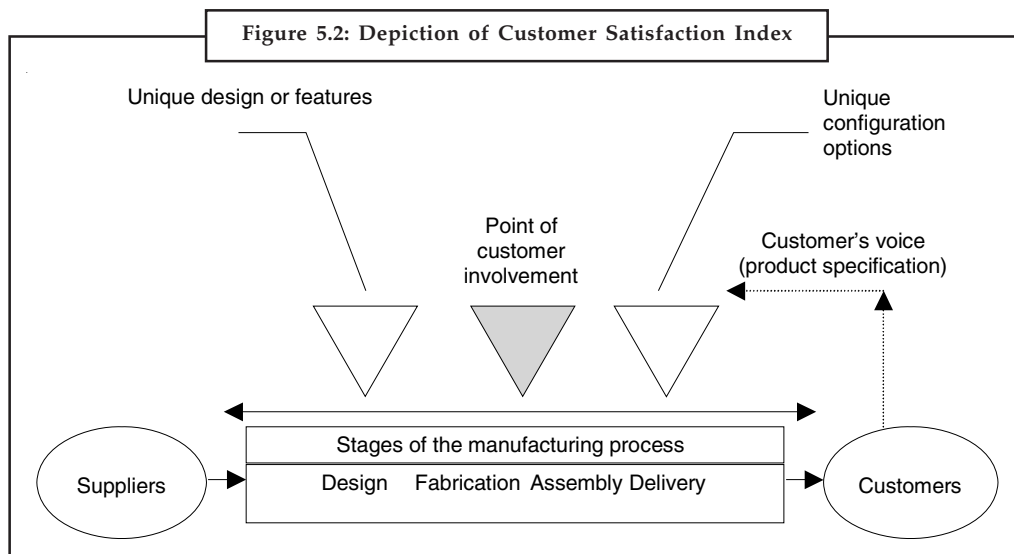 Figure 5.2: Depiction of Customer Satisfaction Index
Unique design or features
Unique
configuration
options
Point of
customer
involvement
Customer's voice
(product specification)
Stages of the manufacturing process
Suppliers
Design Fabrication Assembly Delivery
Customers